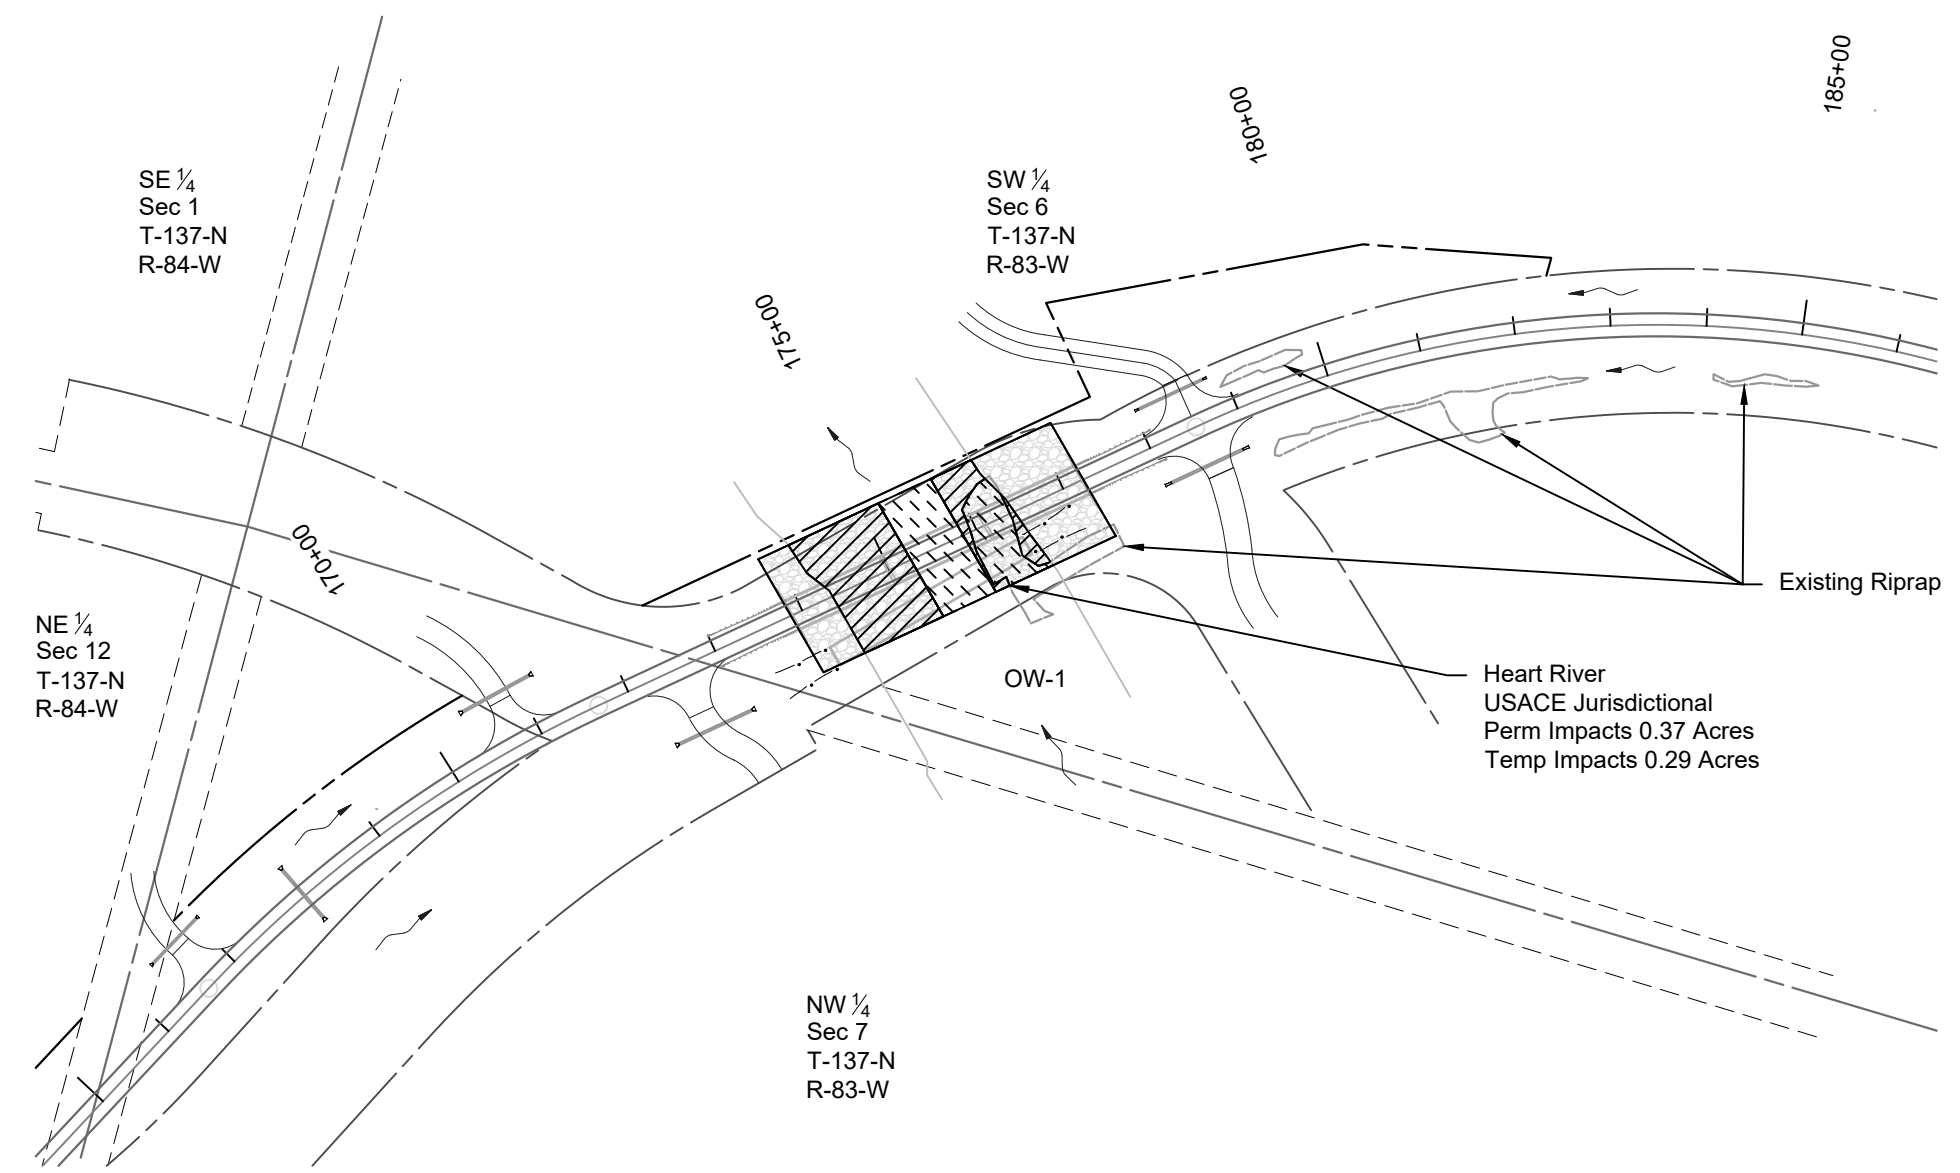 185+00
180+00
SE ¼
Sec 1
T-137-N
R-84-W
SW ¼
Sec 6
T-137-N
R-83-W
175+00
170+00
Existing Riprap
NE ¼
Sec 12
T-137-N
R-84-W
OW-1
Heart River
USACE Jurisdictional
Perm Impacts 0.37 Acres
Temp Impacts 0.29 Acres
NW ¼
Sec 7
T-137-N
R-83-W